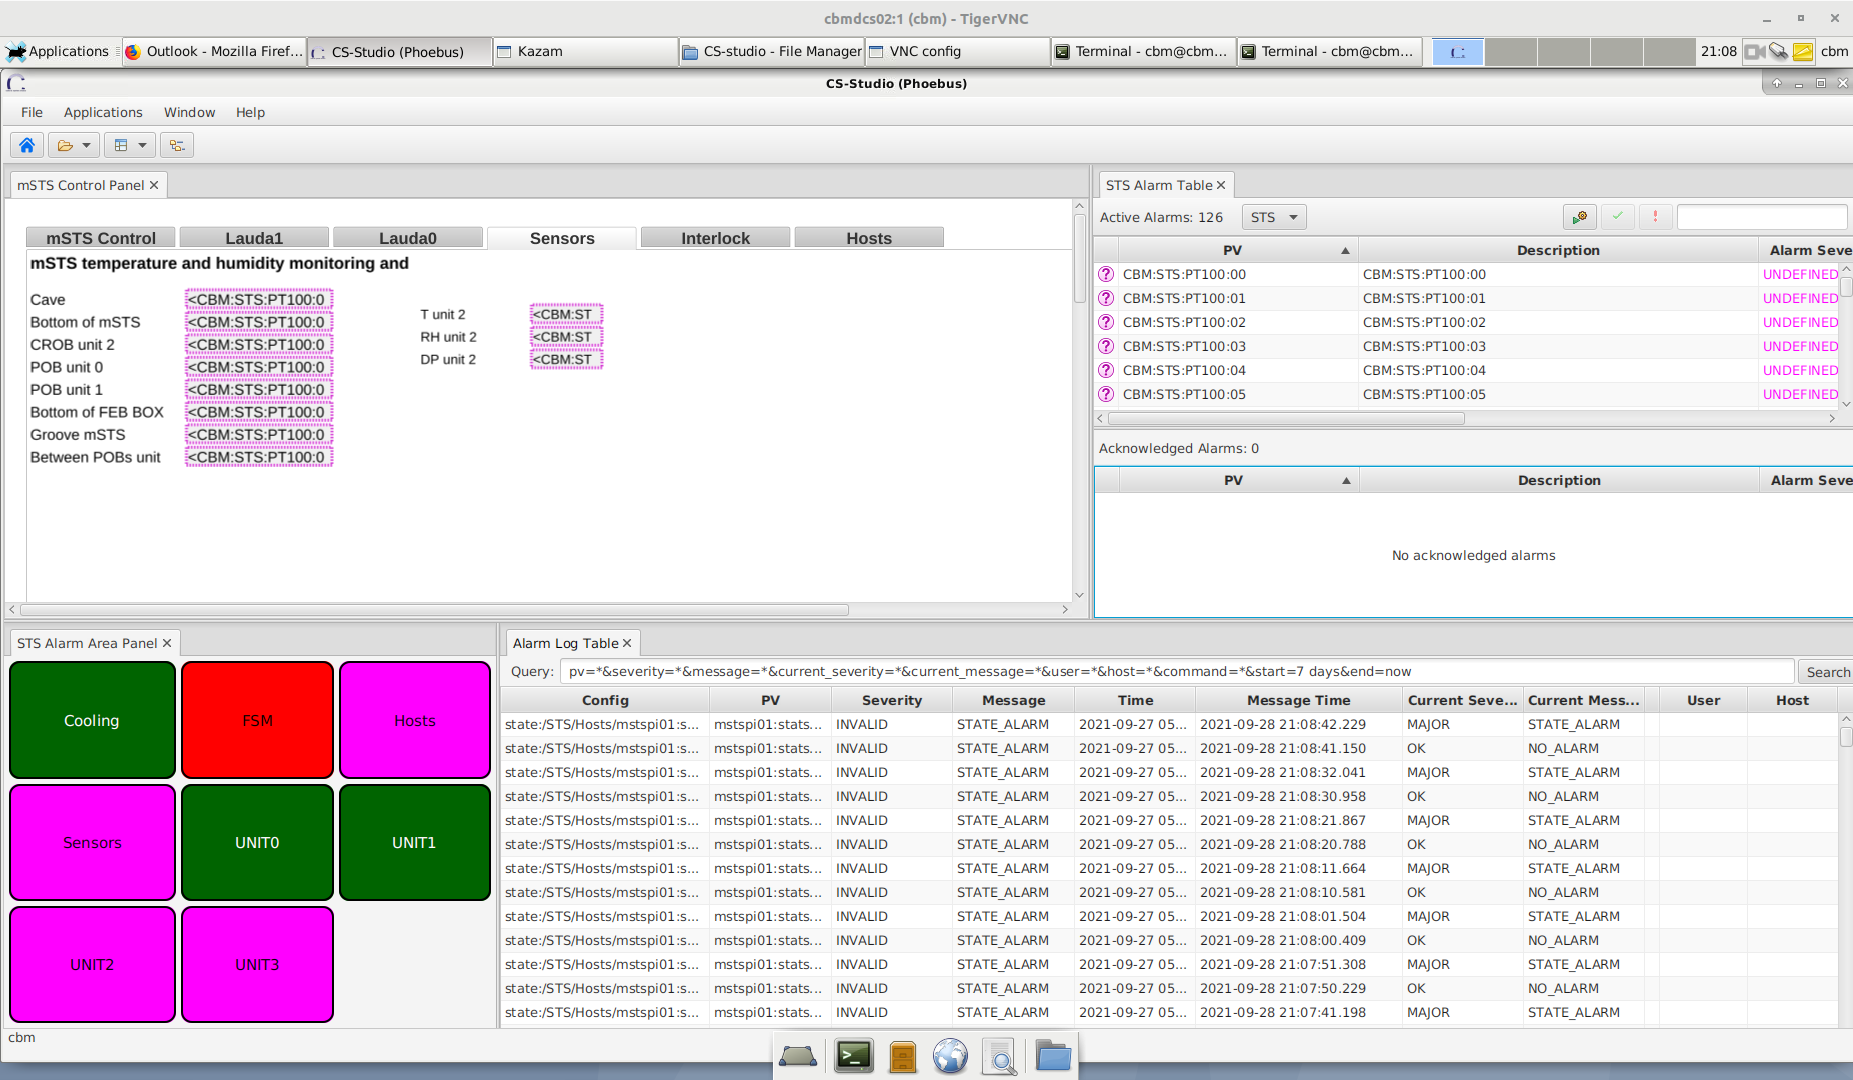 cbmdcs02:1 (cbm) - TigerVNC
Applications
Outlook - Mozilla Firef...
CS-Studio (Phoebus)
Kazam
CS-studio - File Manager
VNC config
Terminal - cbm@cbm...
Terminal - cbm@cbm...
21:08
cbm
CS-Studio (Phoebus)
File Applications Window Help
mSTS Control Panel
mSTS Control Lauda1 Lauda0 Sensors Interlock Hosts
mSTS temperature and humidity monitoring and
Cave <CBM:STS:PT100:0
Bottom of mSTS <CBM:STS:PT100:0
CROB unit 2 <CBM:STS:PT100:0
POB unit 0 <CBM:STS:PT100:0
POB unit 1 <CBM:STS:PT100:0
Bottom of FEB BOX <CBM:STS:PT100:0
Groove mSTS <CBM:STS:PT100:0
Between POBs unit <CBM:STS:PT100:0
T unit 2 <CBM:ST
RH unit 2 <CBM:ST
DP unit 2 <CBM:ST
STS Alarm Table
Active Alarms: 126 STS
PV Description Alarm Seve
CBM:STS:PT100:00 CBM:STS:PT100:00 UNDEFINED
CBM:STS:PT100:01 CBM:STS:PT100:01 UNDEFINED
CBM:STS:PT100:02 CBM:STS:PT100:02 UNDEFINED
CBM:STS:PT100:03 CBM:STS:PT100:03 UNDEFINED
CBM:STS:PT100:04 CBM:STS:PT100:04 UNDEFINED
CBM:STS:PT100:05 CBM:STS:PT100:05 UNDEFINED
Acknowledged Alarms: 0
PV Description Alarm Seve
No acknowledged alarms
STS Alarm Area Panel
Cooling FSM Hosts
Sensors UNIT0 UNIT1
UNIT2 UNIT3
Alarm Log Table
Query: pv=*&severity=*&message=*&current_severity=*&current_message=*&user=*&host=*&command=*&start=7 days&end=now Search
Config PV Severity Message Time Message Time Current Seve... Current Mess... User Host
state:/STS/Hosts/mstspi01:s... mstspi01:stats... INVALID STATE_ALARM 2021-09-27 05... 2021-09-28 21:08:42.229 MAJOR STATE_ALARM
state:/STS/Hosts/mstspi01:s... mstspi01:stats... INVALID STATE_ALARM 2021-09-27 05... 2021-09-28 21:08:41.150 OK NO_ALARM
state:/STS/Hosts/mstspi01:s... mstspi01:stats... INVALID STATE_ALARM 2021-09-27 05... 2021-09-28 21:08:32.041 MAJOR STATE_ALARM
state:/STS/Hosts/mstspi01:s... mstspi01:stats... INVALID STATE_ALARM 2021-09-27 05... 2021-09-28 21:08:30.958 OK NO_ALARM
state:/STS/Hosts/mstspi01:s... mstspi01:stats... INVALID STATE_ALARM 2021-09-27 05... 2021-09-28 21:08:21.867 MAJOR STATE_ALARM
state:/STS/Hosts/mstspi01:s... mstspi01:stats... INVALID STATE_ALARM 2021-09-27 05... 2021-09-28 21:08:20.788 OK NO_ALARM
state:/STS/Hosts/mstspi01:s... mstspi01:stats... INVALID STATE_ALARM 2021-09-27 05... 2021-09-28 21:08:11.664 MAJOR STATE_ALARM
state:/STS/Hosts/mstspi01:s... mstspi01:stats... INVALID STATE_ALARM 2021-09-27 05... 2021-09-28 21:08:10.581 OK NO_ALARM
state:/STS/Hosts/mstspi01:s... mstspi01:stats... INVALID STATE_ALARM 2021-09-27 05... 2021-09-28 21:08:01.504 MAJOR STATE_ALARM
state:/STS/Hosts/mstspi01:s... mstspi01:stats... INVALID STATE_ALARM 2021-09-27 05... 2021-09-28 21:08:00.409 OK NO_ALARM
state:/STS/Hosts/mstspi01:s... mstspi01:stats... INVALID STATE_ALARM 2021-09-27 05... 2021-09-28 21:07:51.308 MAJOR STATE_ALARM
state:/STS/Hosts/mstspi01:s... mstspi01:stats... INVALID STATE_ALARM 2021-09-27 05... 2021-09-28 21:07:50.229 OK NO_ALARM
state:/STS/Hosts/mstspi01:s... mstspi01:stats... INVALID STATE_ALARM 2021-09-27 05... 2021-09-28 21:07:41.198 MAJOR STATE_ALARM
cbm